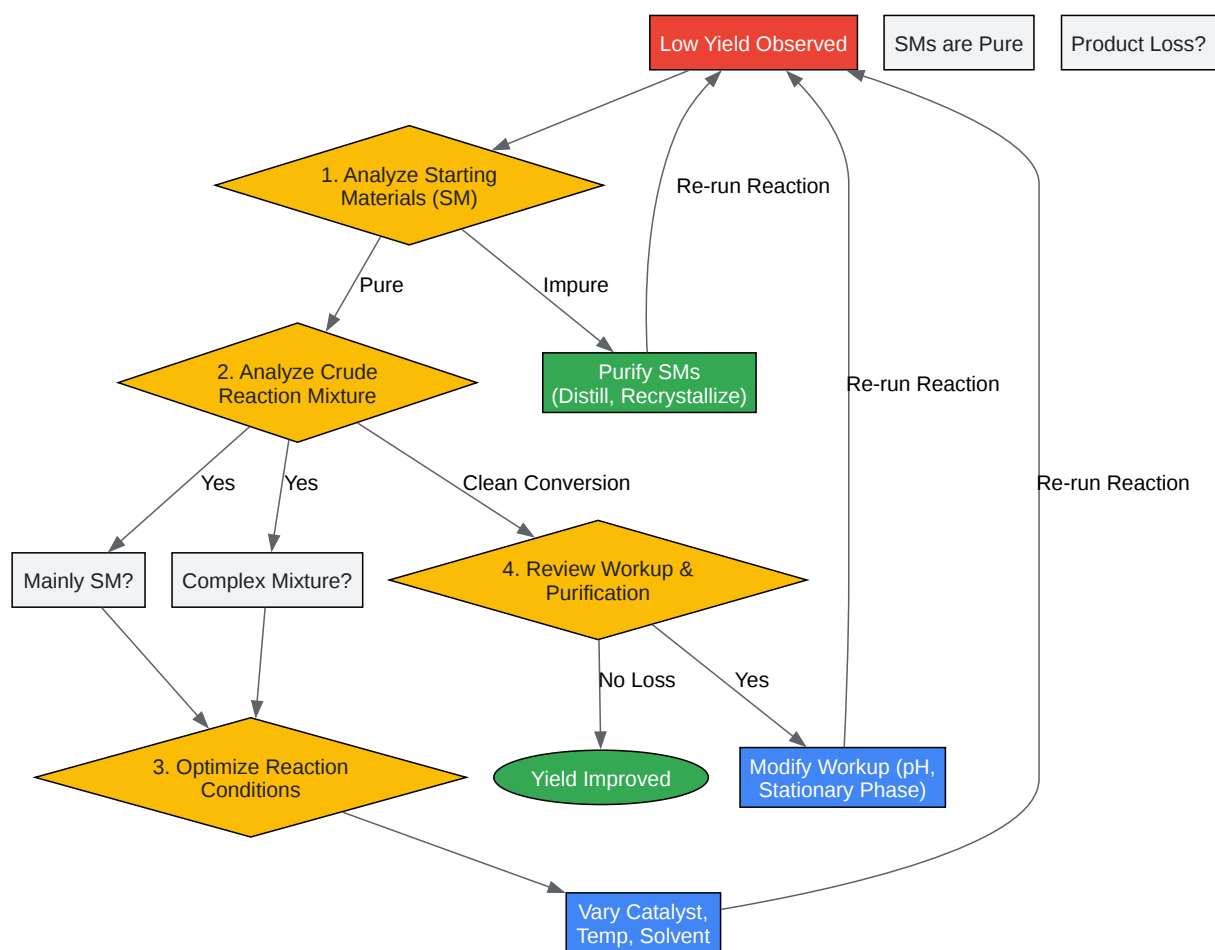 Low Yield Observed
SMs are Pure
Product Loss?
1. Analyze Starting
Materials (SM)
Re-run Reaction
Pure
Impure
2. Analyze Crude
Reaction Mixture
Purify SMs
(Distill, Recrystallize)
Re-run Reaction
Yes
Yes
Clean Conversion
Re-run Reaction
Mainly SM?
Complex Mixture?
4. Review Workup &
Purification
No Loss
Yes
3. Optimize Reaction
Conditions
Yield Improved
Modify Workup (pH,
Stationary Phase)
Vary Catalyst,
Temp, Solvent